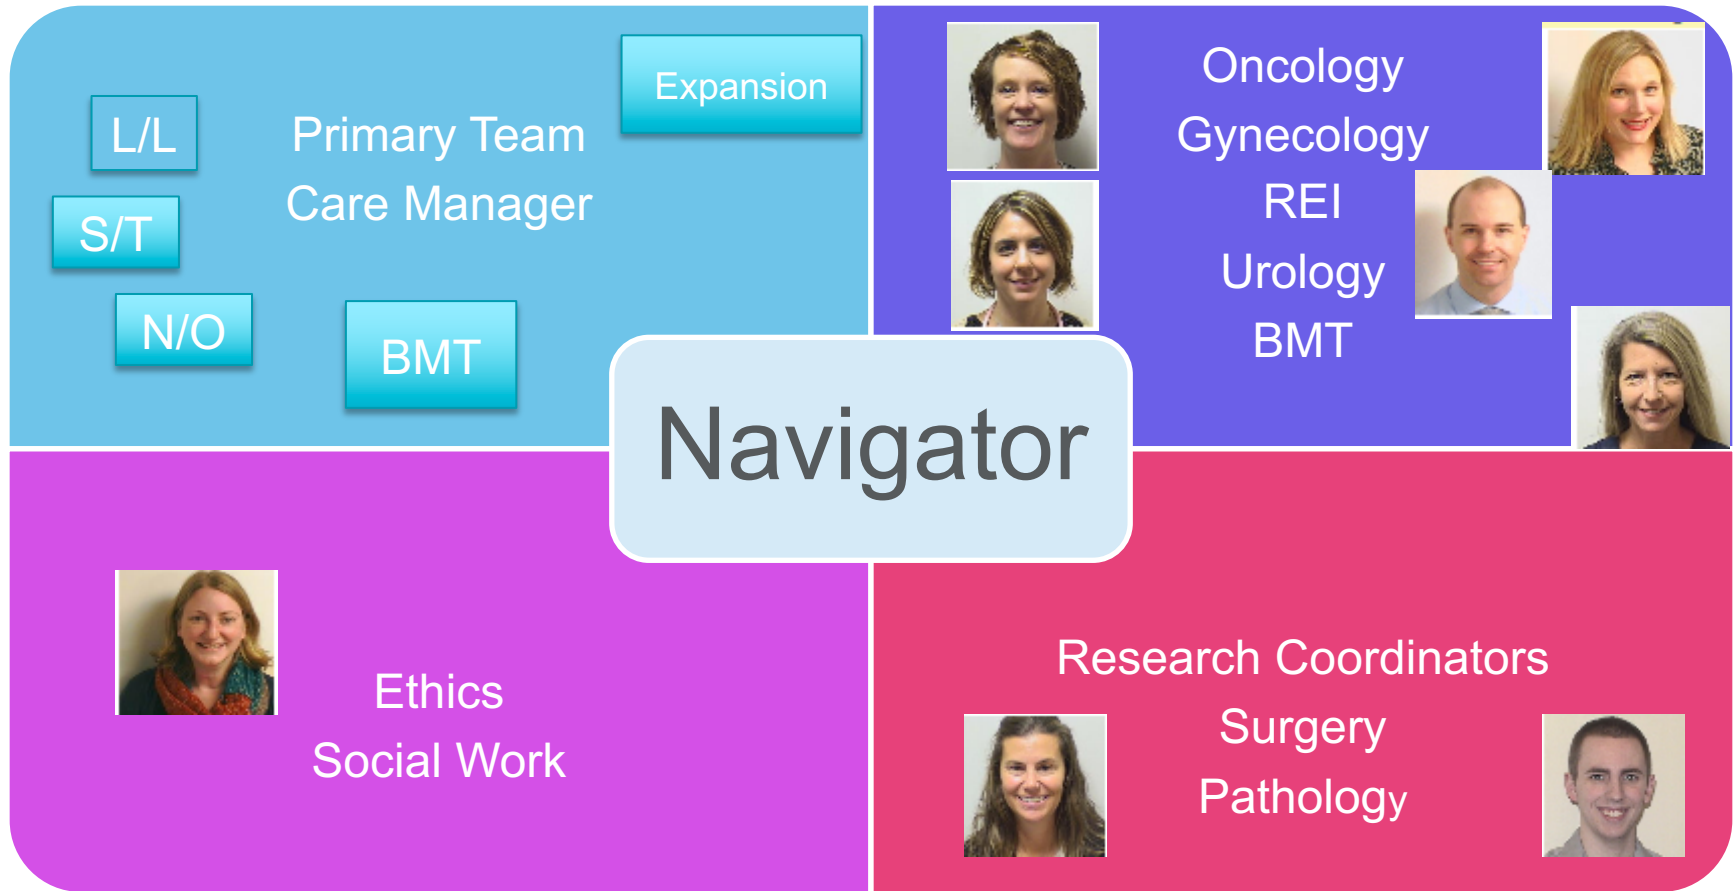 Expansion
L/L
Primary Team
Care Manager
S/T
N/O
BMT
Oncology
Gynecology
REI
Urology
BMT
Navigator
Ethics
Social Work
Research Coordinators
Surgery
Pathology